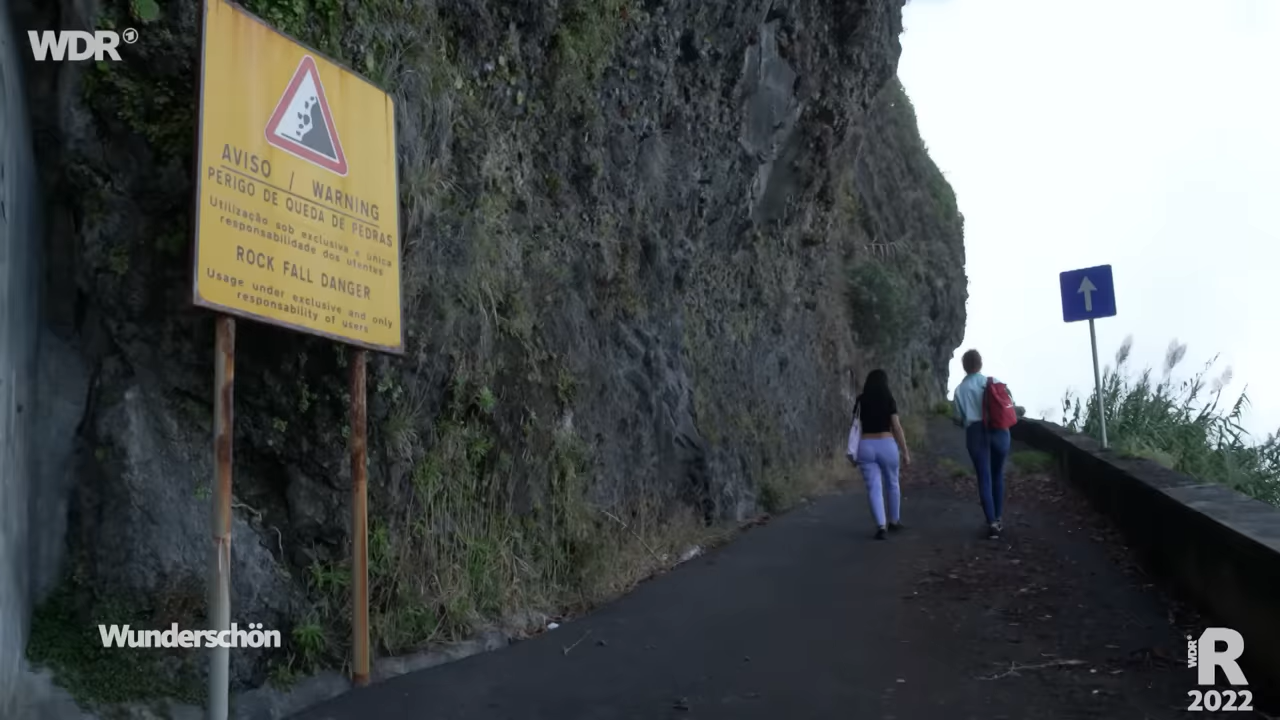 WDR
AVISO / WARNING
PERIGO DE QUEDA DE PEDRAS
Utilização sob exclusiva e única
responsabilidade dos utentes
ROCK FALL DANGER
Usage under exclusive and only
responsability of users
Wunderschön
WDR R
2022